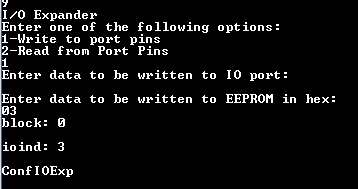 9
I/O Expander
Enter one of the following options:
1-Write to port pins
2-Read from Port Pins
1
Enter data to be written to IO port:
Enter data to be written to EEPROM in hex:
03
block: 0
ioind: 3
ConfIOExp